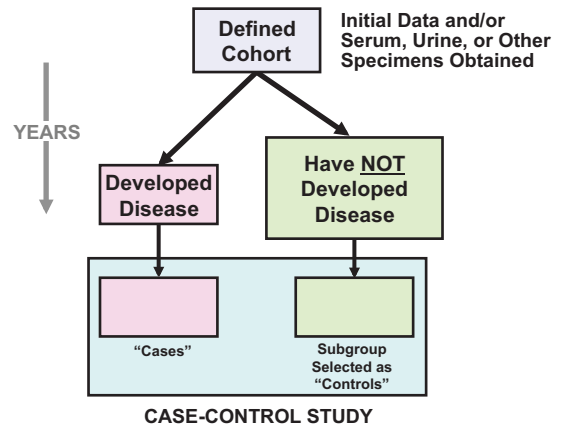 Defined
Cohort
Initial Data and/or
Serum, Urine, or Other
Specimens Obtained
YEARS
Developed
Disease
Have NOT
Developed
Disease
“Cases”
Subgroup
Selected as
“Controls”
CASE-CONTROL STUDY